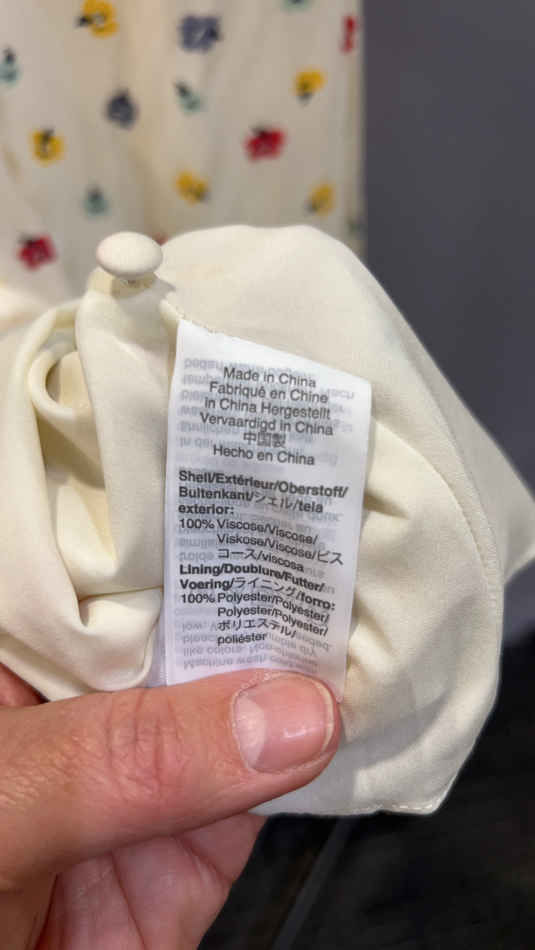 Made in China
Fabriqué en Chine
in China Hergestellt
Vervaardigd in China
中国製
Hecho en China
Shell/Extérieur/Oberstoff/
Buitenkant/シェル/tela
exterior:
100% Viscose/Viscose/
Viskose/Viscose/ビス
コース/viscosa
Lining/Doublure/Futter/
Voering/ライニング/forro:
100% Polyester/Polyester/
Polyester/Polyester/
ポリエステル/
poliéster